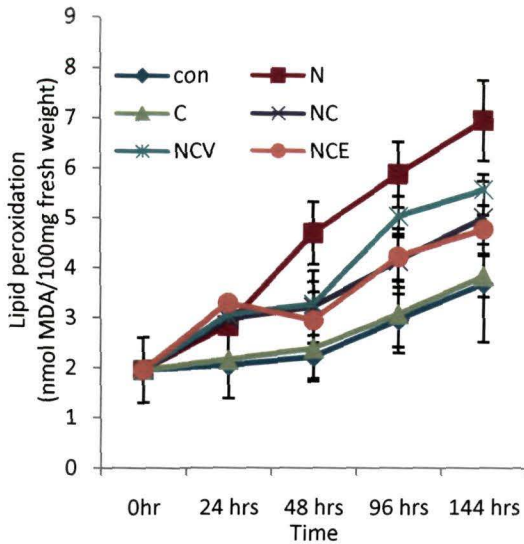 9
8
7
6
5
4
3
2
1
0
Lipid peroxidation
(nmol MDA/100mg fresh weight)
con N
C NC
NCV NCE
0hr 24 hrs 48 hrs 96 hrs 144 hrs
Time